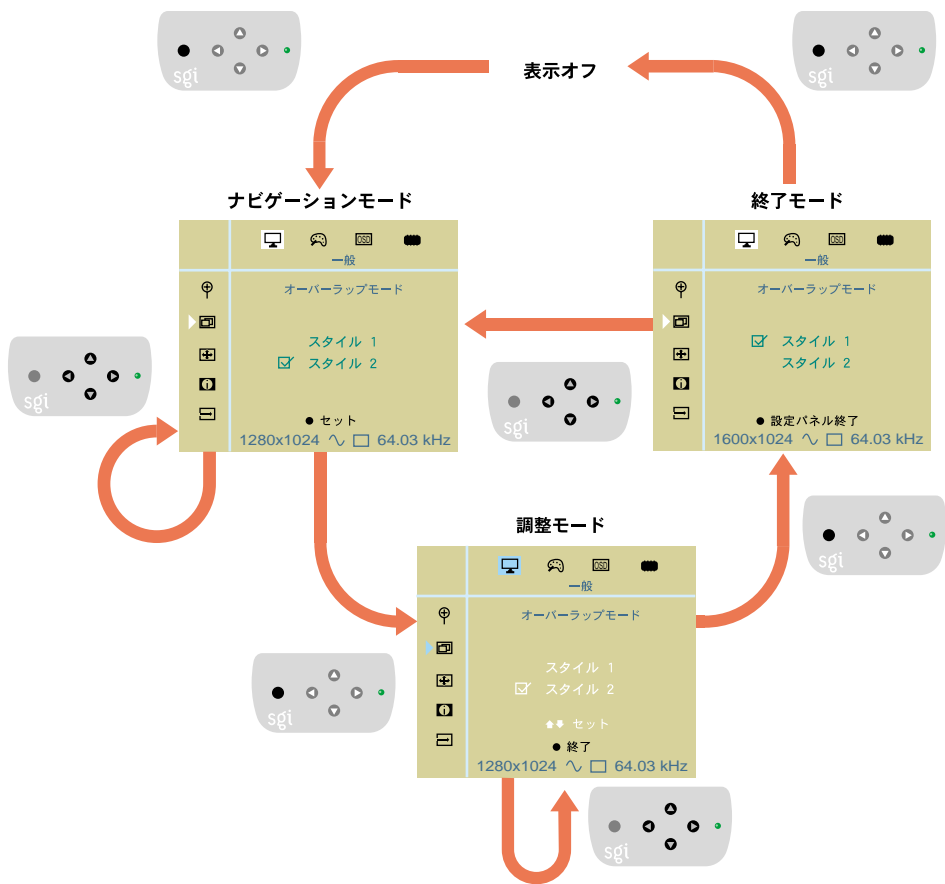 sgi
表示オフ
sgi
ナビゲーションモード
OSD
一般
オーバーラップモード
スタイル 1
スタイル 2
セット
1280x1024 64.03 kHz
終了モード
OSD
一般
オーバーラップモード
スタイル 1
スタイル 2
設定パネル終了
1600x1024 64.03 kHz
sgi
sgi
調整モード
OSD
一般
オーバーラップモード
スタイル 1
スタイル 2
セット
終了
1280x1024 64.03 kHz
sgi
sgi
sgi